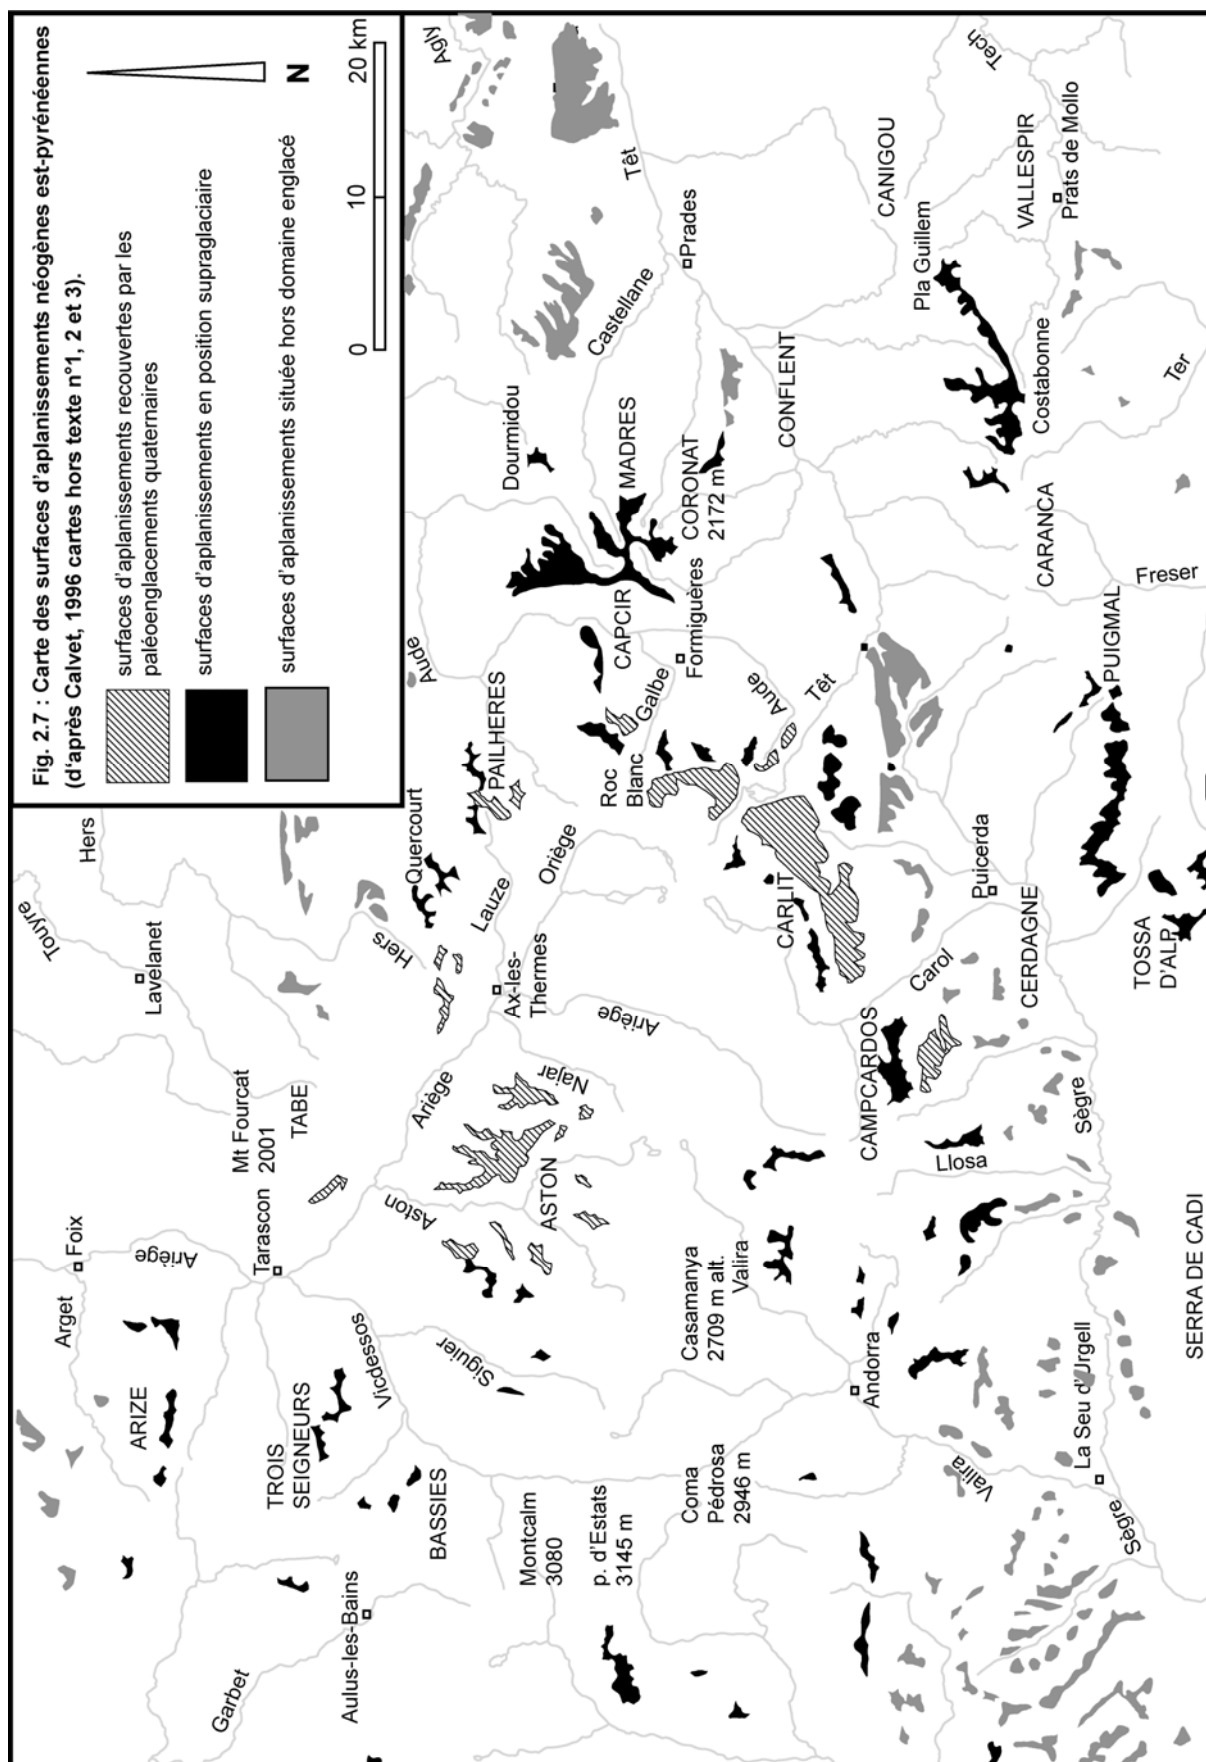 Fig. 2.7 : Carte des surfaces d'aplanissements néogènes est-pyrénéennes
(d'après Calvet, 1996 cartes hors texte n°1, 2 et 3).
surfaces d'aplanissements recouvertes par les
paléoenglacements quaternaires
surfaces d'aplanissements en position supraglaciaire
surfaces d'aplanissements située hors domaine englacé
N
0
10
20 km
Arget
Foix
Ariège
Touyre
Lavelanet
Hers
ARIZE
Mt Fourcat
2001
TABE
Tarascon
TROIS
SEIGNEURS
Vicdessos
Garbet
Aulus-les-Bains
BASSIES
Siguier
Aston
ASTON
Ariège
Najar
Hers
Quercourt
Lauze
Ax-les-
Thermes
Oriège
Ariège
PAILHERES
Aude
Agly
Dourmidou
Castellane
Têt
Prades
MADRES
CAPCIR
CORONAT
2172 m
Formiguères
Galbe
Roc
Blanc
Aude
Têt
CONFLENT
CANIGOU
Pla Guillem
VALLESPIR
Tech
Prats de Mollo
Costabonne
Ter
CARANCA
Freser
PUIGMAL
Montcalm
3080
p. d'Estats
3145 m
Coma
Pédrosa
2946 m
Casamanya
2709 m alt.
Valira
Andorra
CARLIT
CAMPCARDOS
Carol
Puicerda
CERDAGNE
Llosa
Sègre
TOSSA
D'ALP
Valira
La Seu d'Urgell
Sègre
SERRA DE CADI